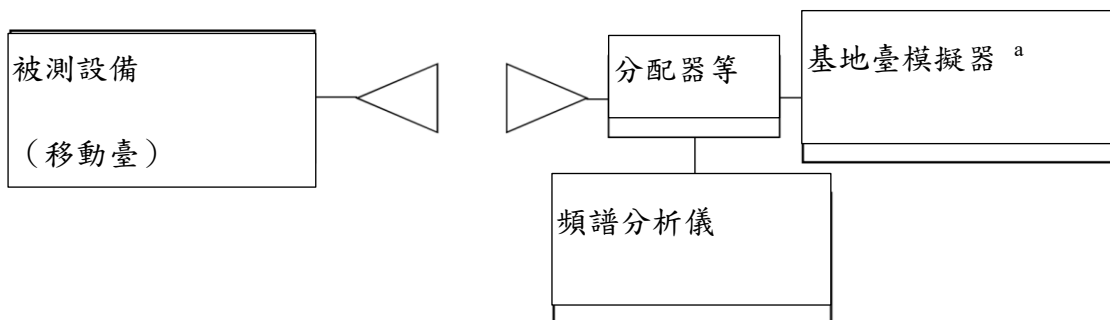 被測設備
（移動臺）
分配器等
基地臺模擬器 a
頻譜分析儀